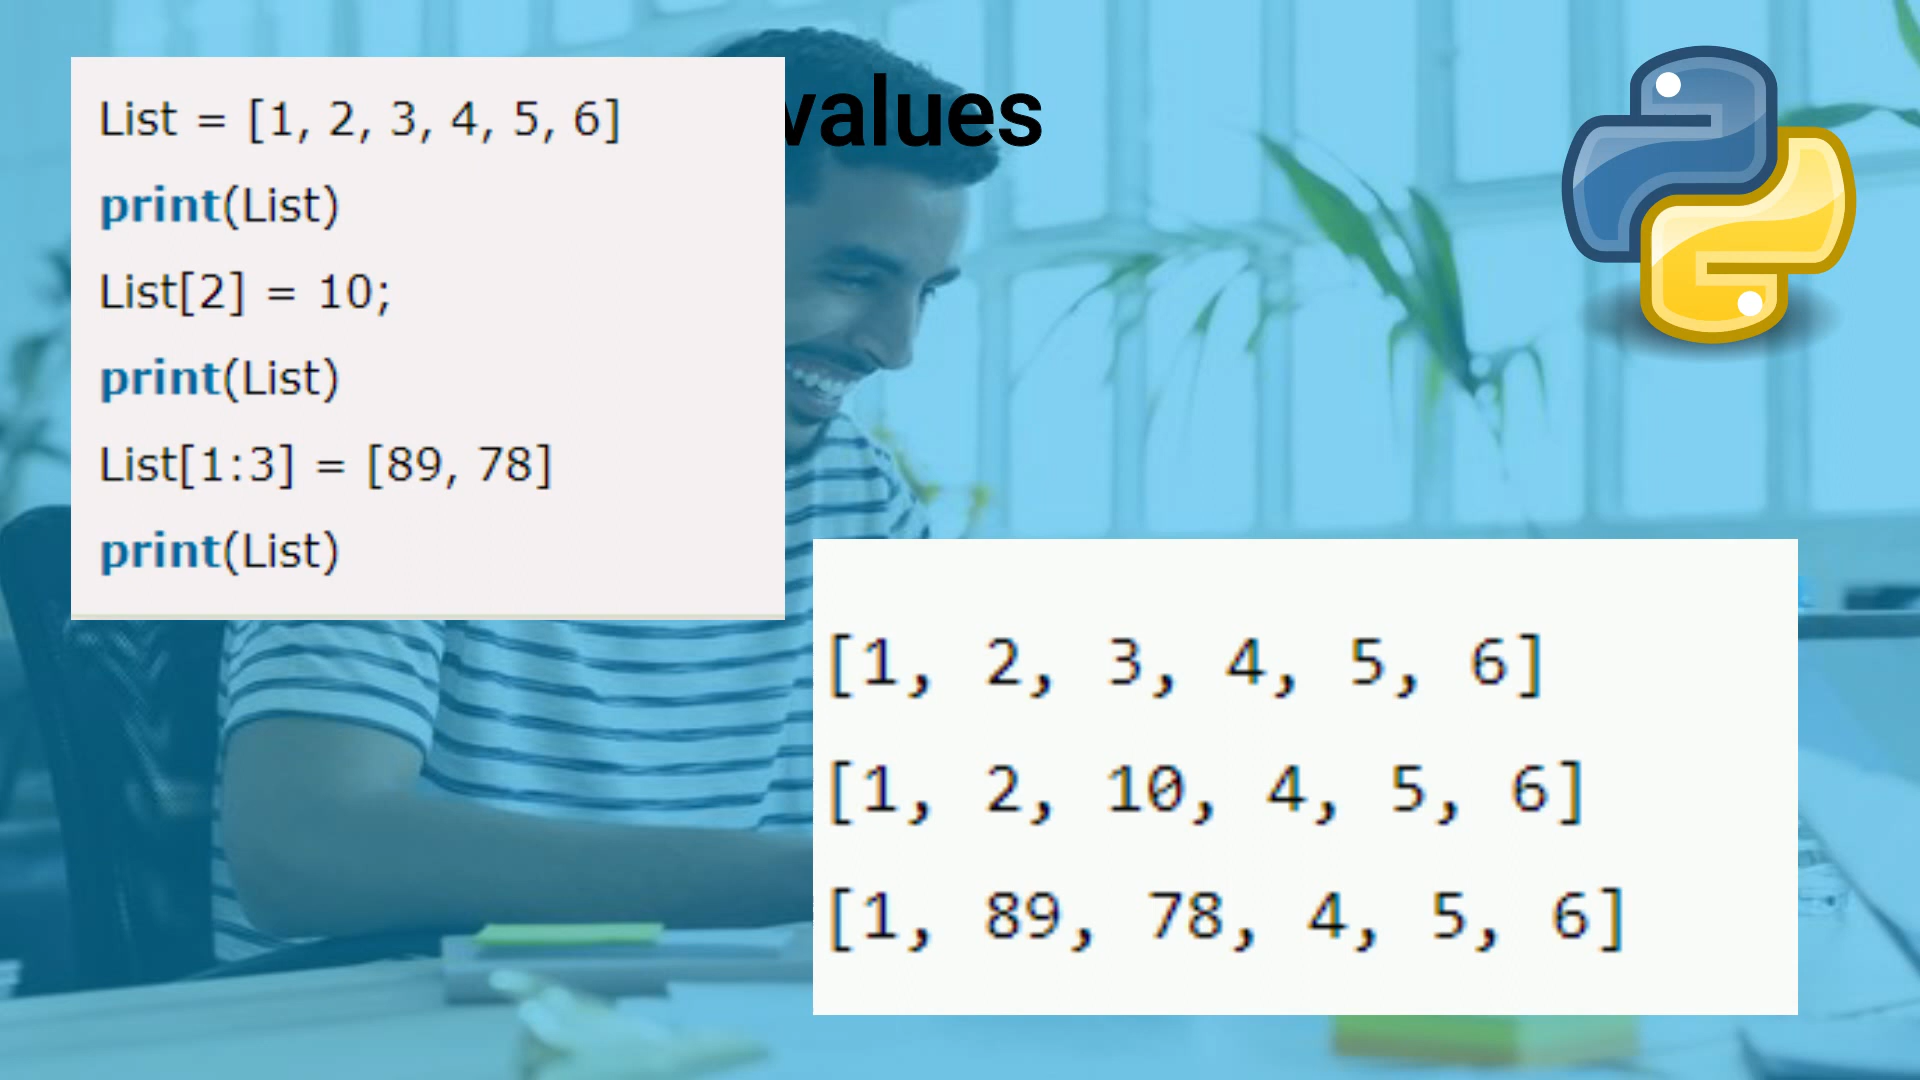 values
List = [1, 2, 3, 4, 5, 6]
print(List)
List[2] = 10;
print(List)
List[1:3] = [89, 78]
print(List)
[1, 2, 3, 4, 5, 6]
[1, 2, 10, 4, 5, 6]
[1, 89, 78, 4, 5, 6]